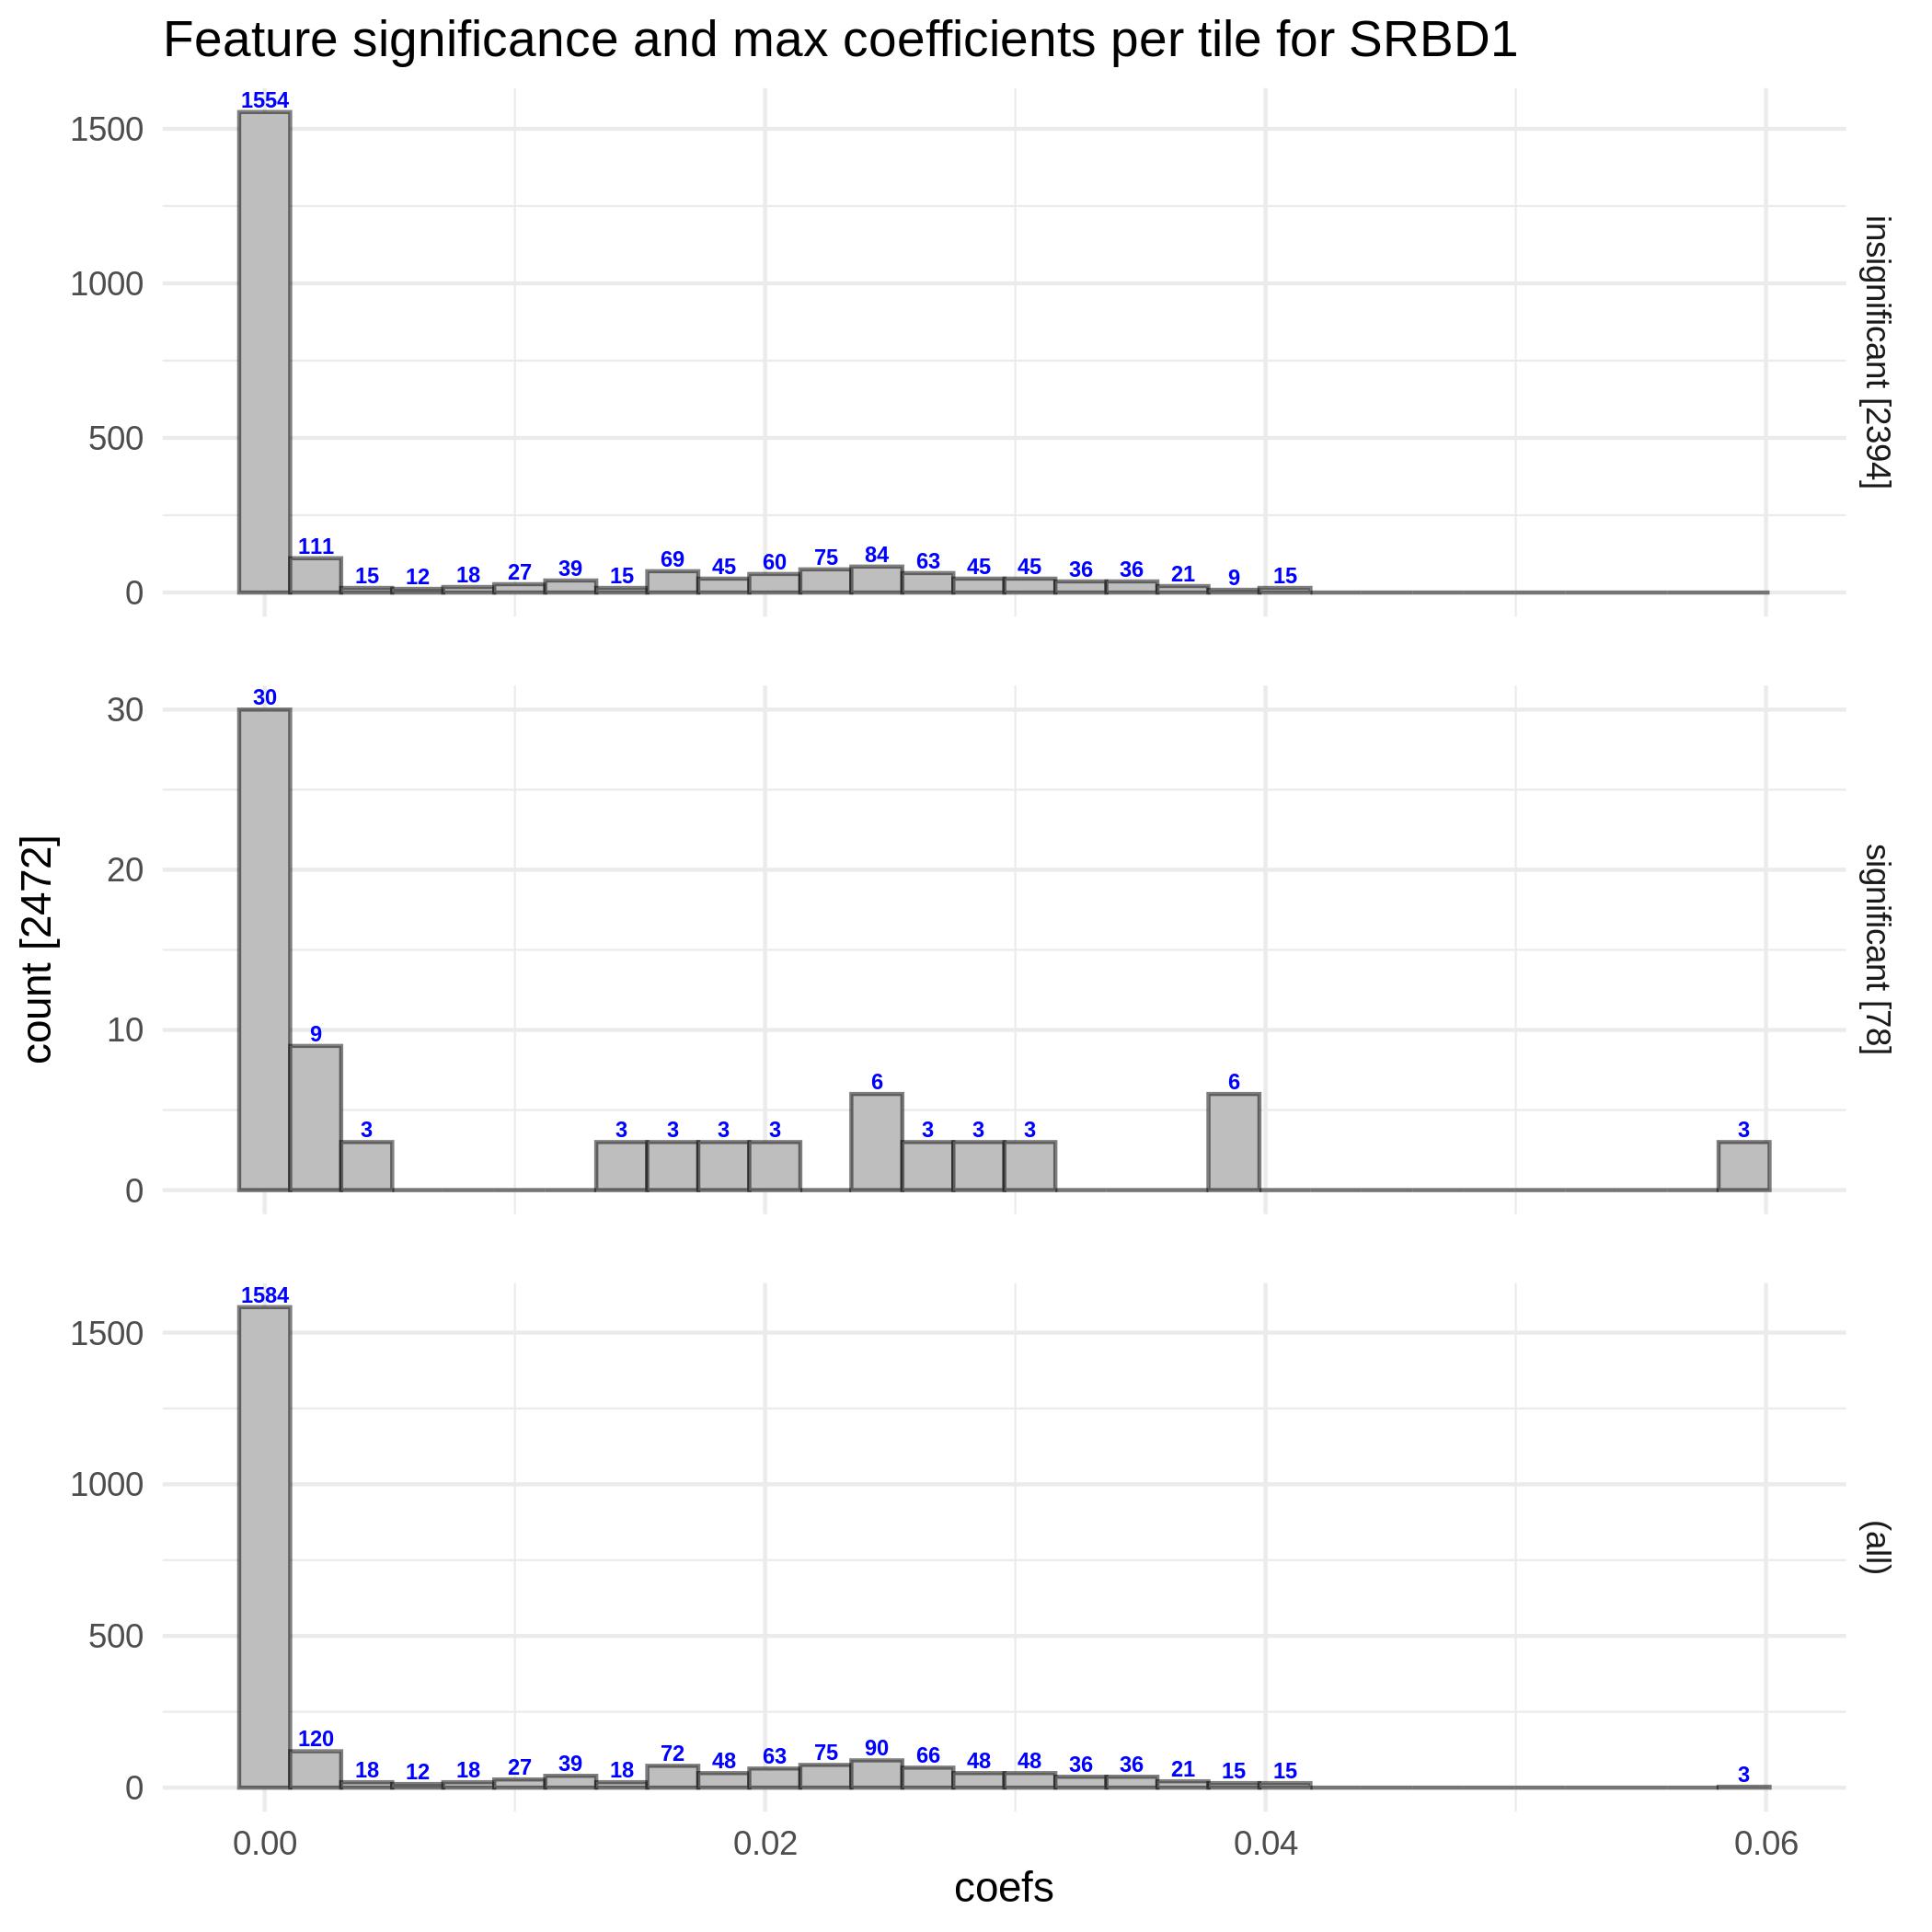 Feature significance and max coefficients per tile for SRBD1
1554
1500
1000
500
0
111 15 12 18 27 39 15 69 45 60 75 84 63 45 45 36 36 21 9 15
insignificant [2394]
30
30
20
10
0
9 3 3 3 3 3 6 3 3 3 6 3
significant [78]
count [2472]
1584
1500
1000
500
0
120 18 12 18 27 39 18 72 48 63 75 90 66 48 48 36 36 21 15 15 3
(all)
0.00 0.02 0.04 0.06
coefs